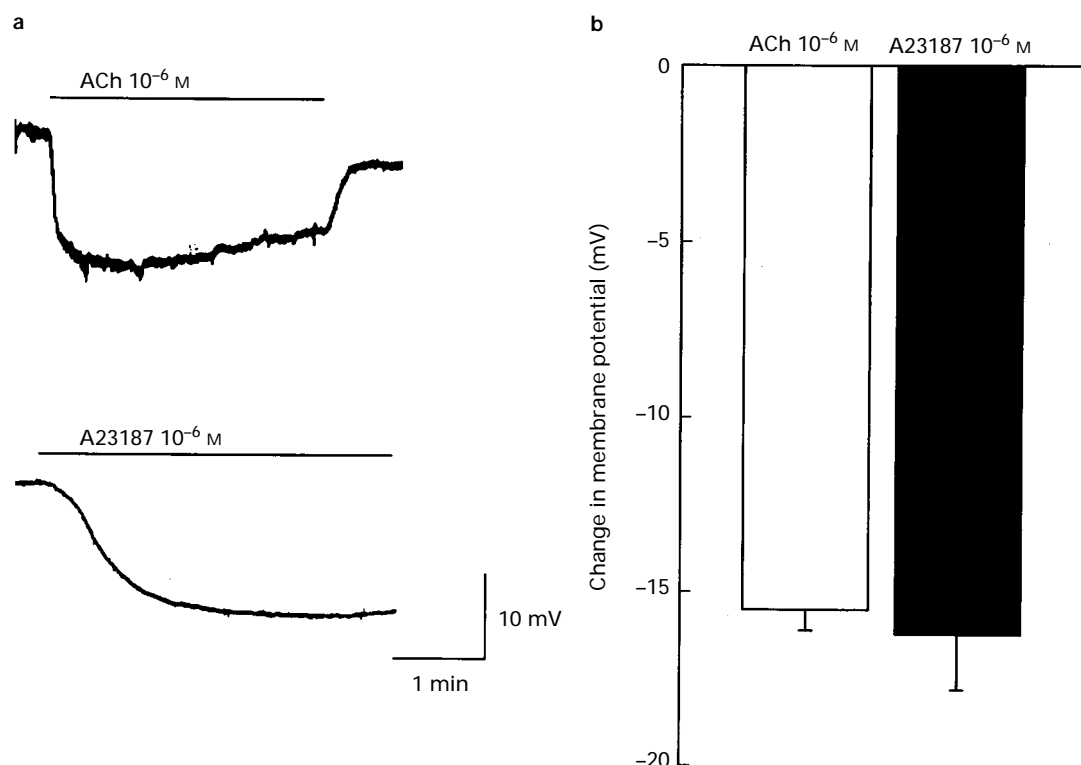 a
ACh 10⁻⁶ M
A23187 10⁻⁶ M
10 mV
1 min
b
ACh 10⁻⁶ M
A23187 10⁻⁶ M
Change in membrane potential (mV)
0
–5
–10
–15
–20